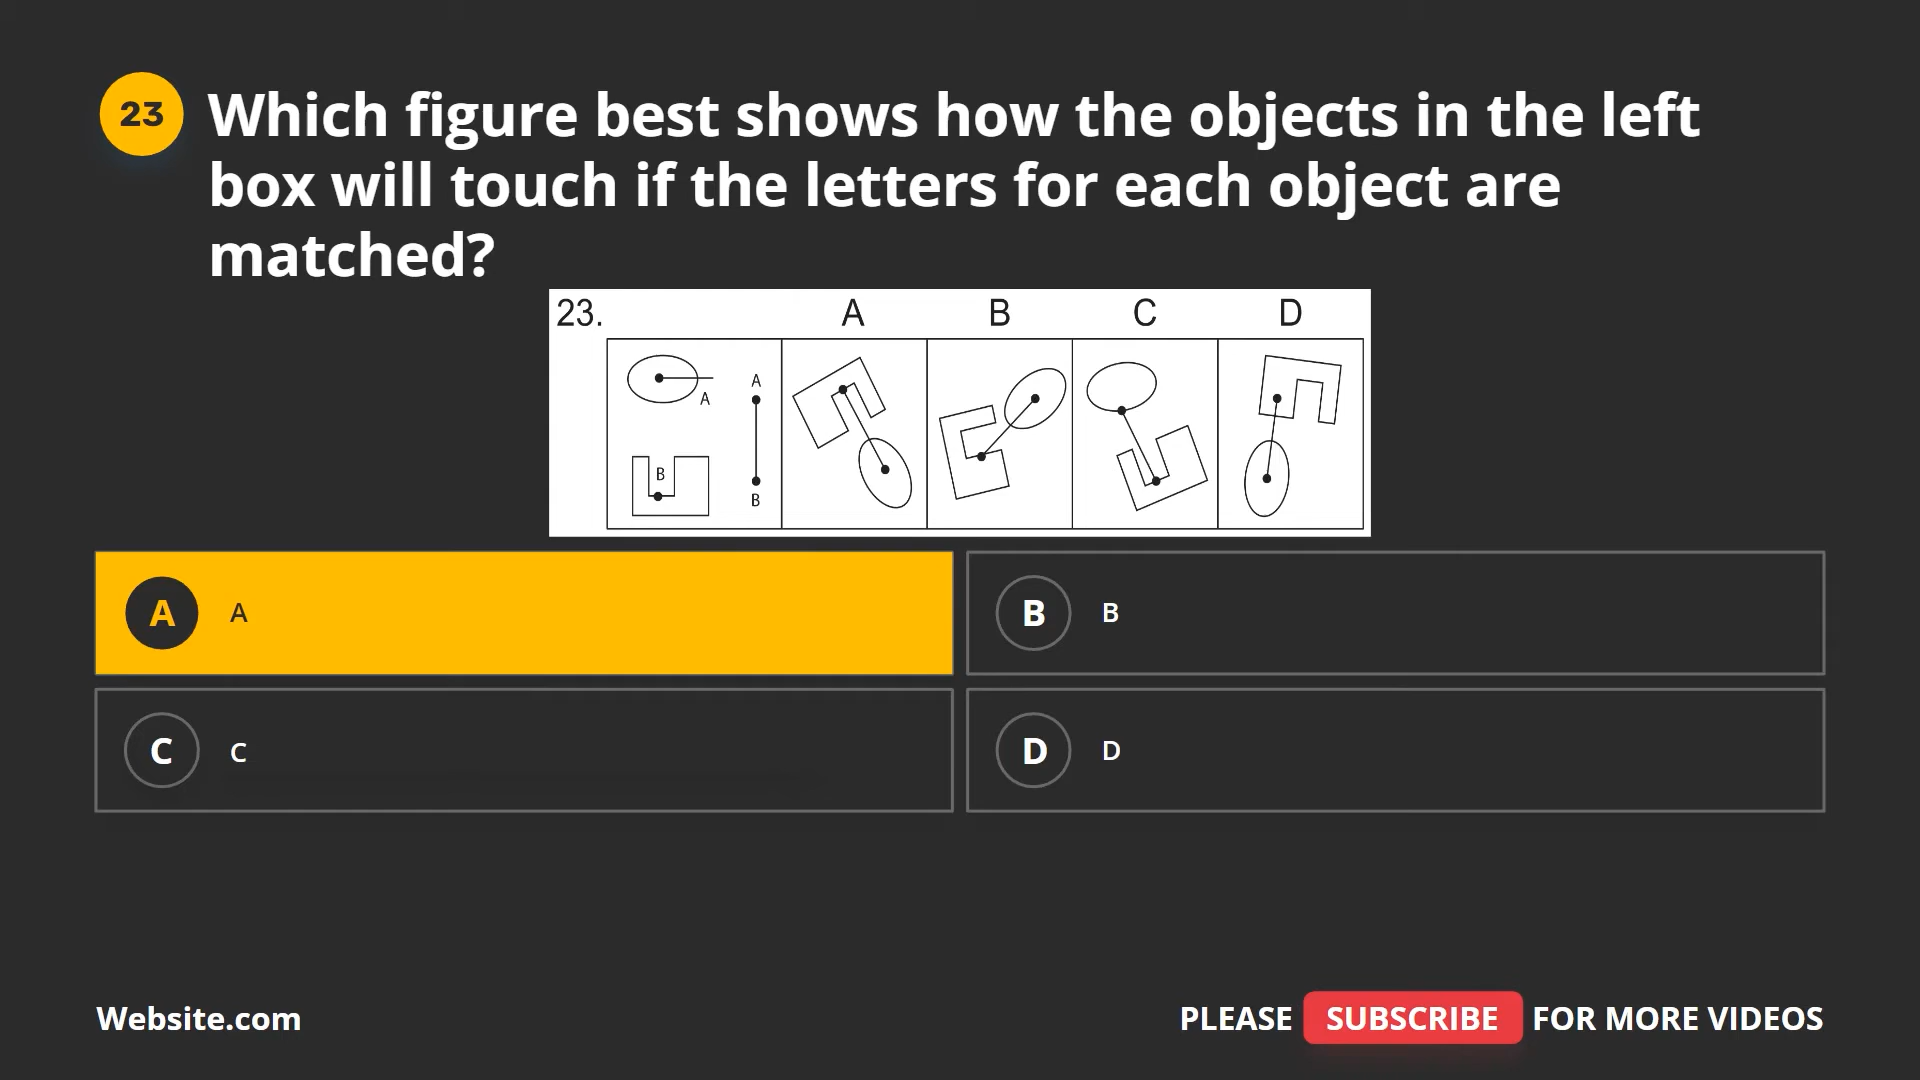 23 Which figure best shows how the objects in the left
box will touch if the letters for each object are
matched?
23. A B C D
A
A
B
B
A A
B B
C C
D D
Website.com
PLEASE SUBSCRIBE FOR MORE VIDEOS